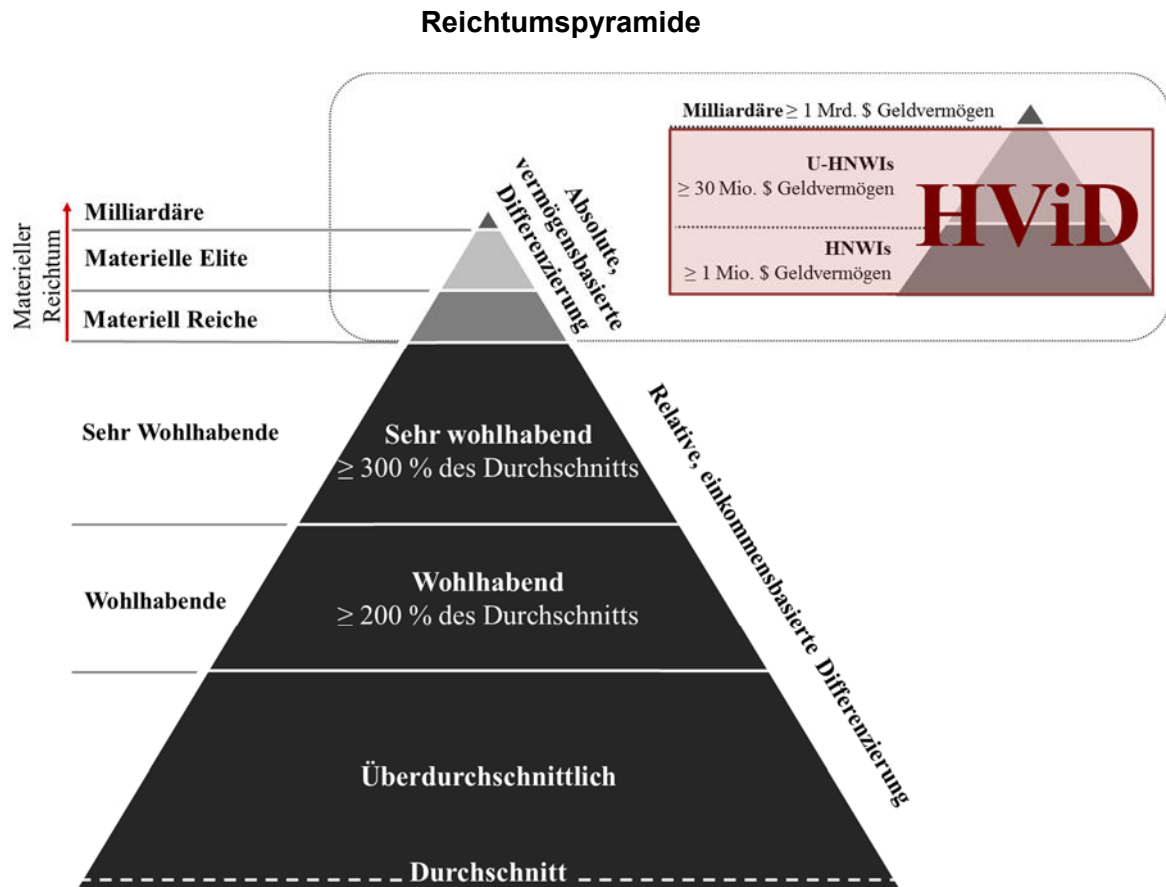 Reichtumspyramide
Milliardäre ≥ 1 Mrd. $ Geldvermögen
U-HNWIs
≥ 30 Mio. $ Geldvermögen
HNWIs
≥ 1 Mio. $ Geldvermögen
HViD
Absolute,
vermögensbasierte
Differenzierung
Materieller
Reichtum
Milliardäre
Materielle Elite
Materiell Reiche
Sehr Wohlhabende
Sehr wohlhabend
≥ 300 % des Durchschnitts
Relative, einkommensbasierte Differenzierung
Wohlhabende
Wohlhabend
≥ 200 % des Durchschnitts
Überdurchschnittlich
Durchschnitt